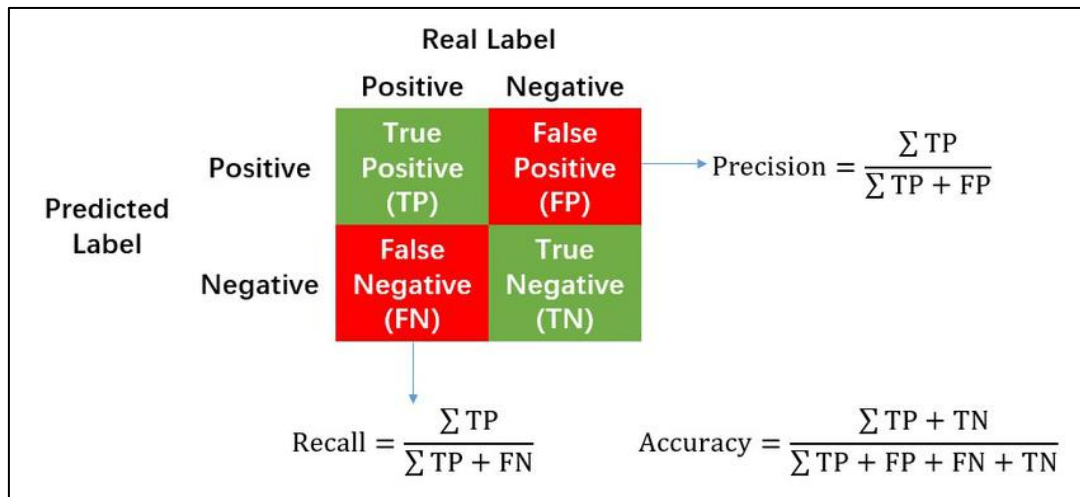 Real Label
Positive Negative
True Positive (TP)
False Positive (FP)
Positive
Precision = ∑ TP / ∑ TP + FP
Predicted Label
False Negative (FN)
True Negative (TN)
Negative
Recall = ∑ TP / ∑ TP + FN
Accuracy = ∑ TP + TN / ∑ TP + FP + FN + TN